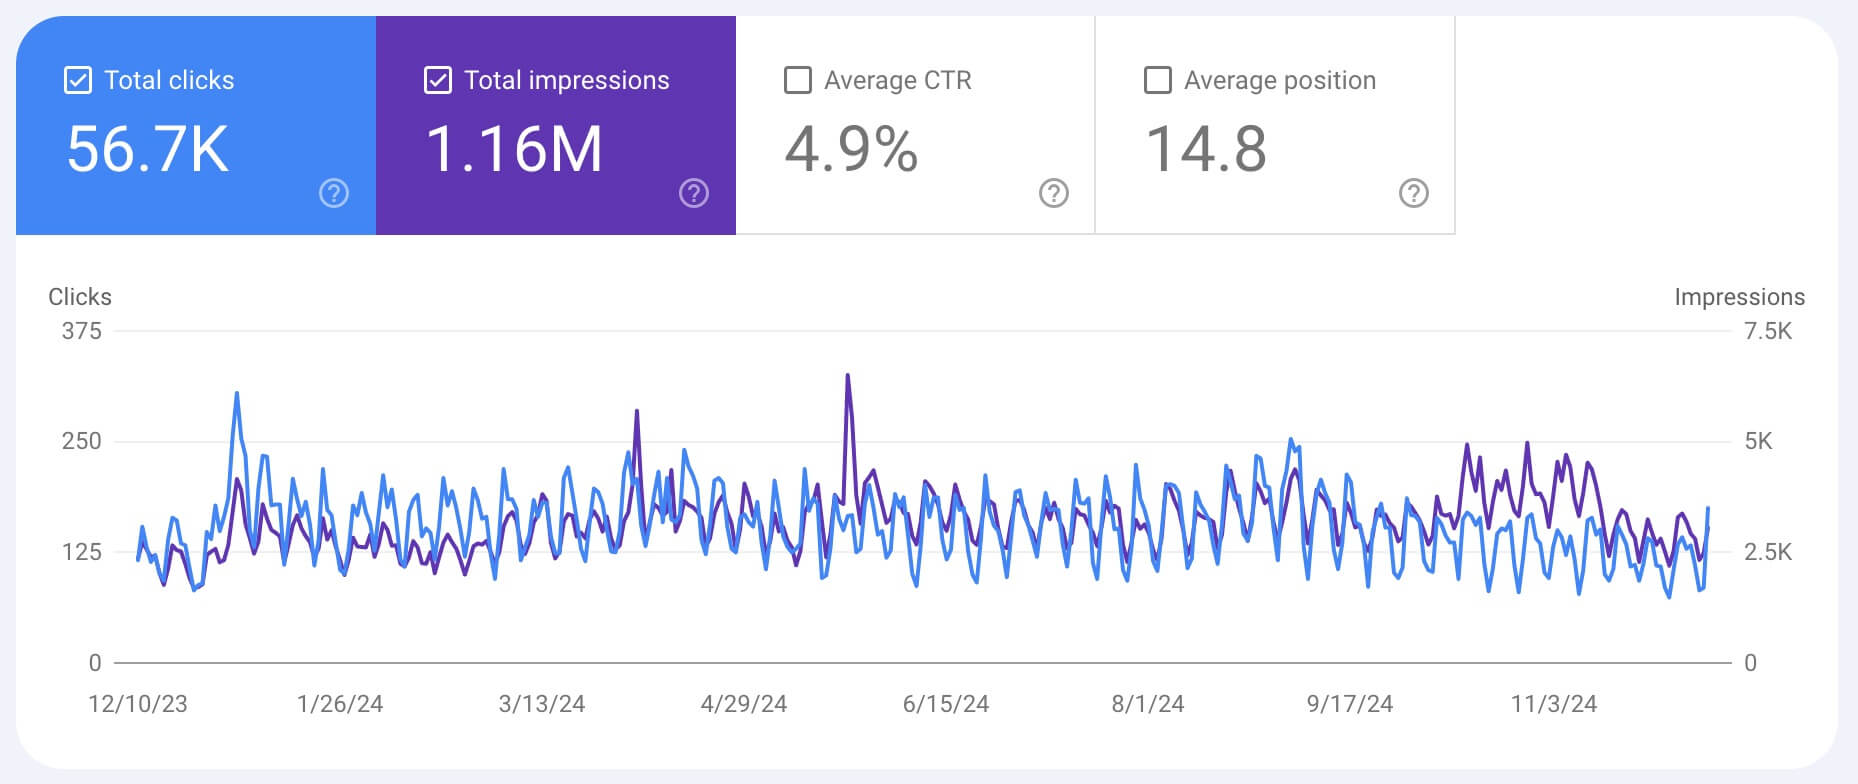 Total clicks
56.7K
Total impressions
1.16M
Average CTR
4.9%
Average position
14.8
Clicks
Impressions
375
7.5K
250
5K
125
2.5K
0
0
12/10/23
1/26/24
3/13/24
4/29/24
6/15/24
8/1/24
9/17/24
11/3/24